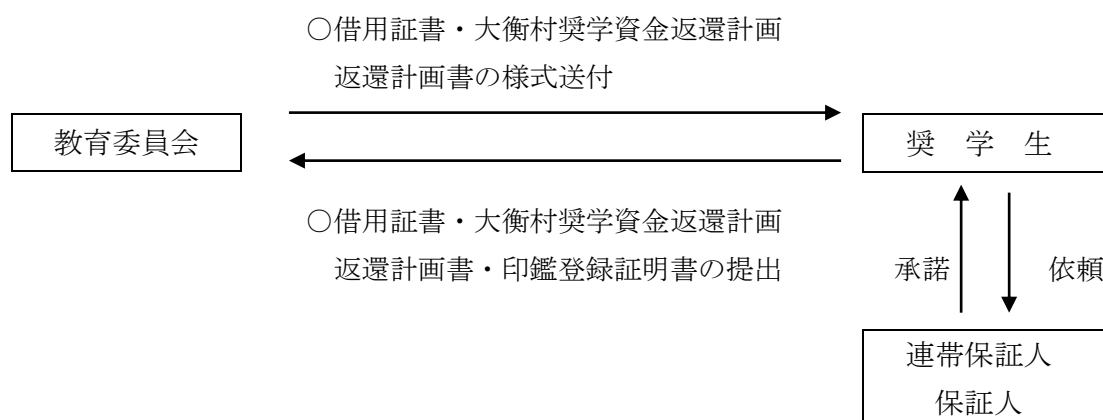 ○借用証書・大衡村奨学資金返還計画
返還計画書の様式送付
教育委員会
奨　学　生
○借用証書・大衡村奨学資金返還計画
返還計画書・印鑑登録証明書の提出
承諾
依頼
連帯保証人
保証人